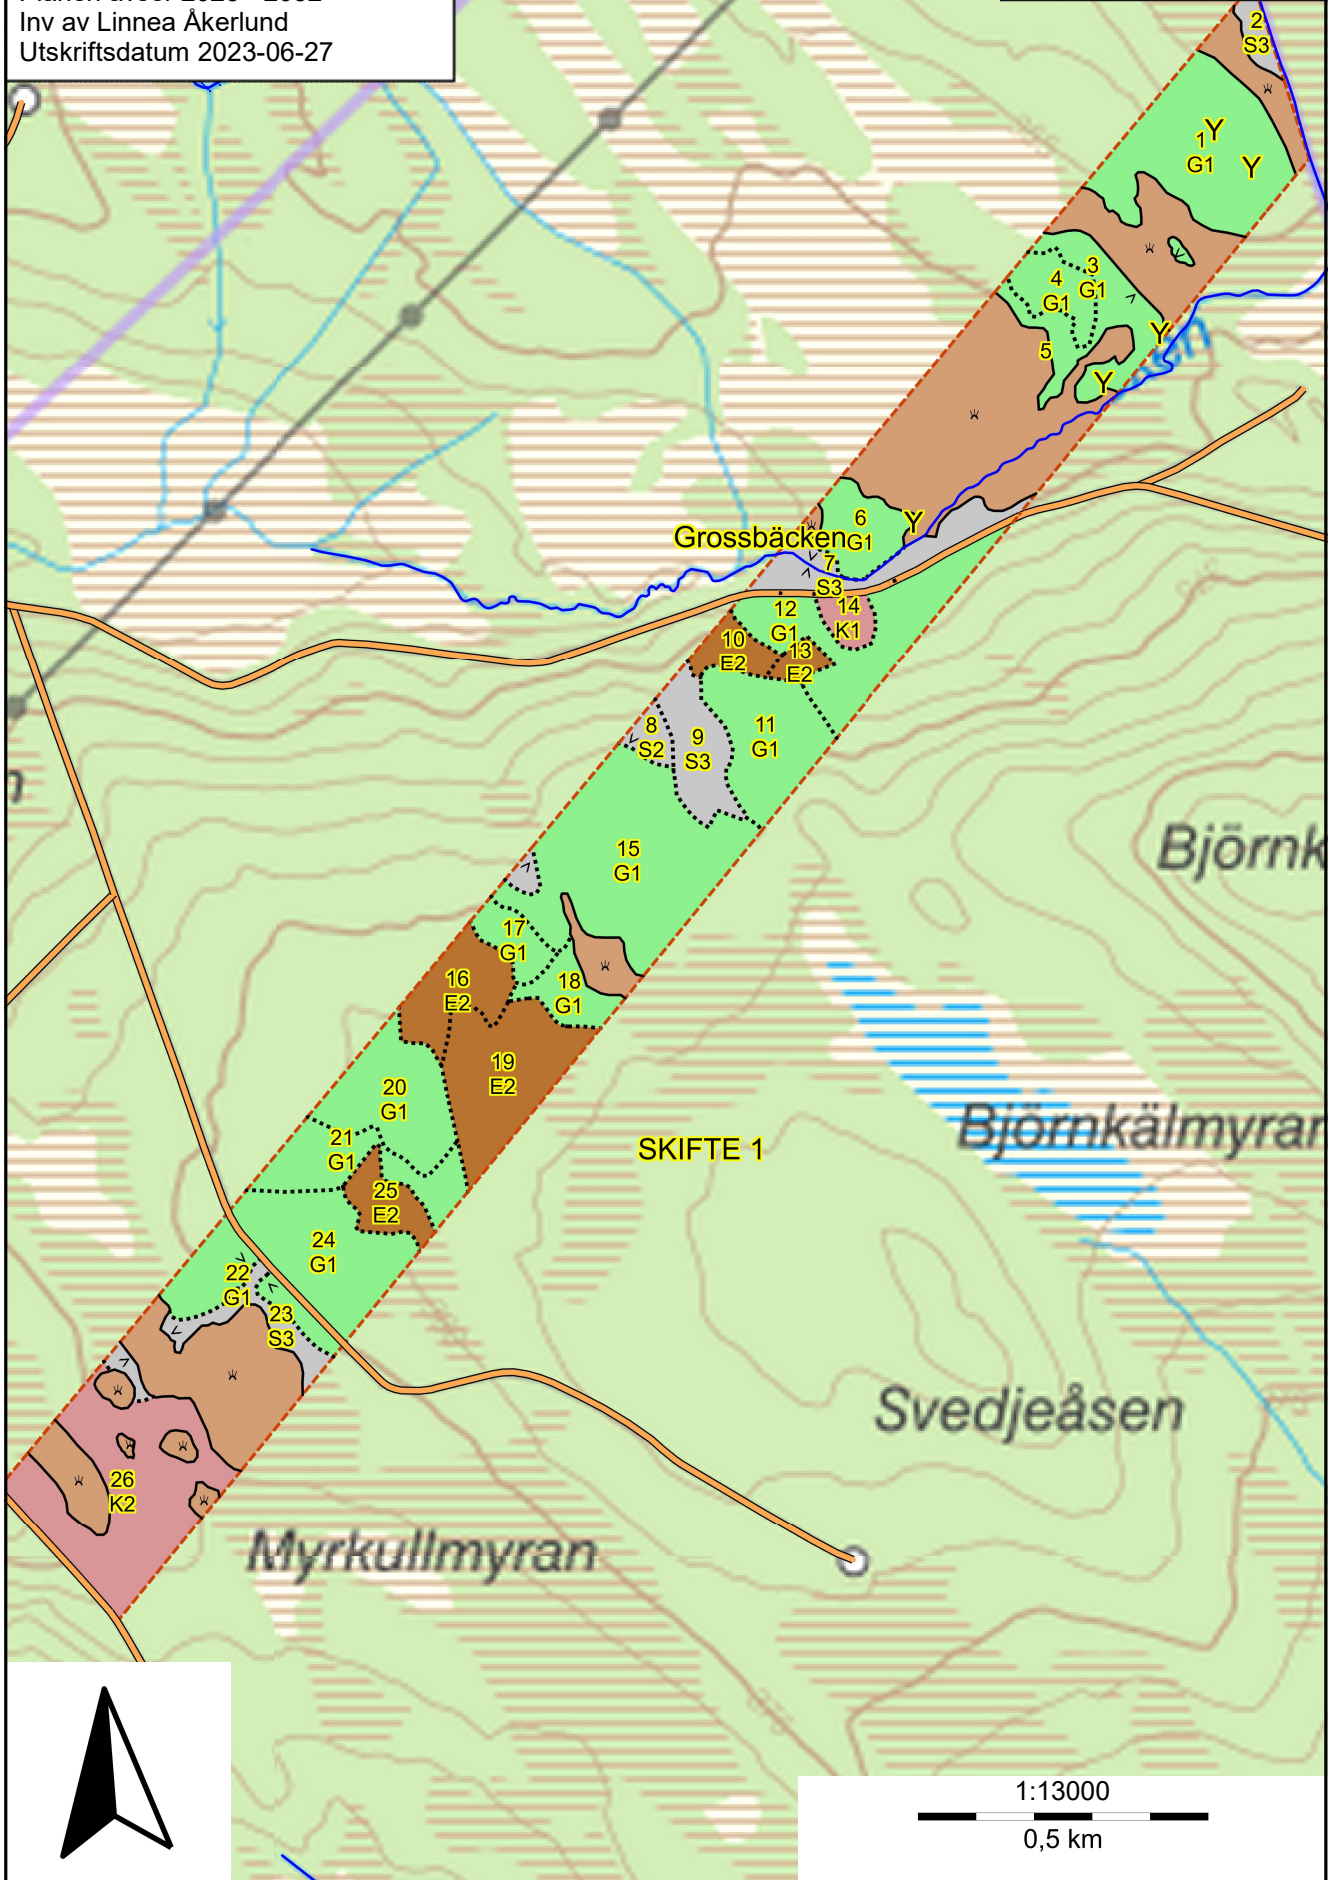 Inv av Linnea Åkerlund
Utskriftsdatum 2023-06-27
2
S3
1
G1
Y
Y
3
G1
4
G1
5
Y
Y
6
G1
Y
Grossbäcken
7
S3
12
G1
14
K1
10
E2
13
E2
8
S2
9
S3
11
G1
15
G1
17
G1
16
E2
18
G1
19
E2
20
G1
21
G1
SKIFTE 1
25
E2
24
G1
22
G1
23
S3
26
K2
Björnk
Björnkälmyran
Svedjeåsen
Myrkullmyran
1:13000
0,5 km